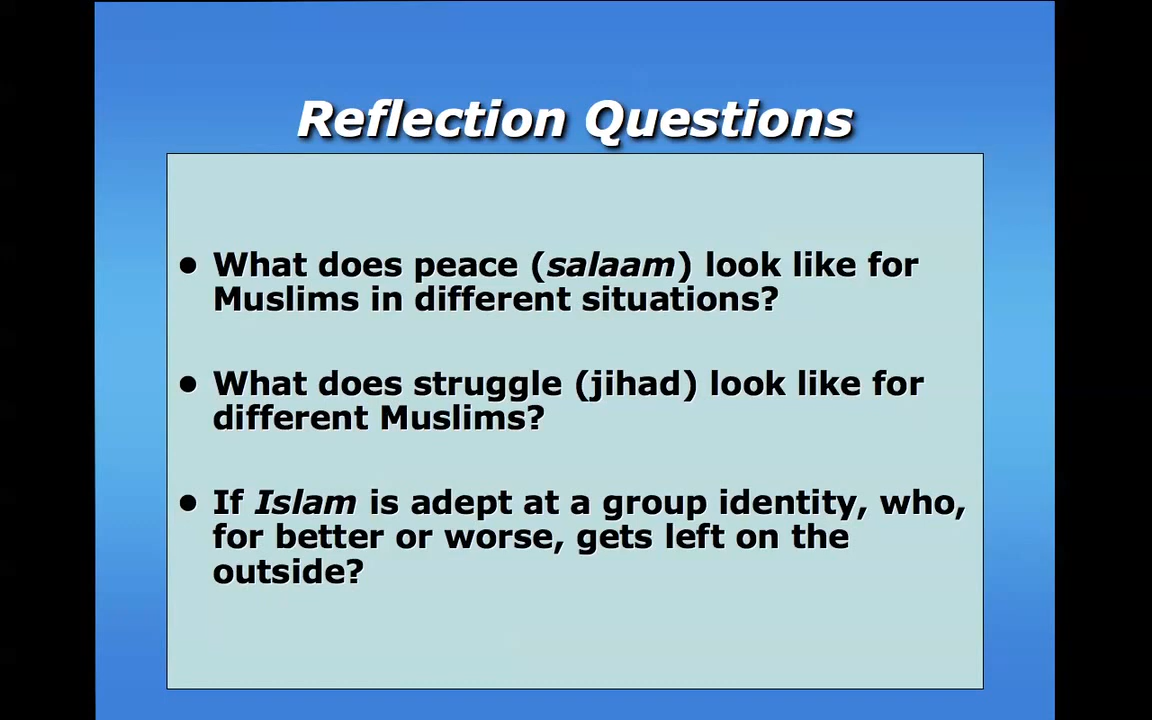 Reflection Questions
• What does peace (salaam) look like for
Muslims in different situations?
• What does struggle (jihad) look like for
different Muslims?
• If Islam is adept at a group identity, who,
for better or worse, gets left on the
outside?